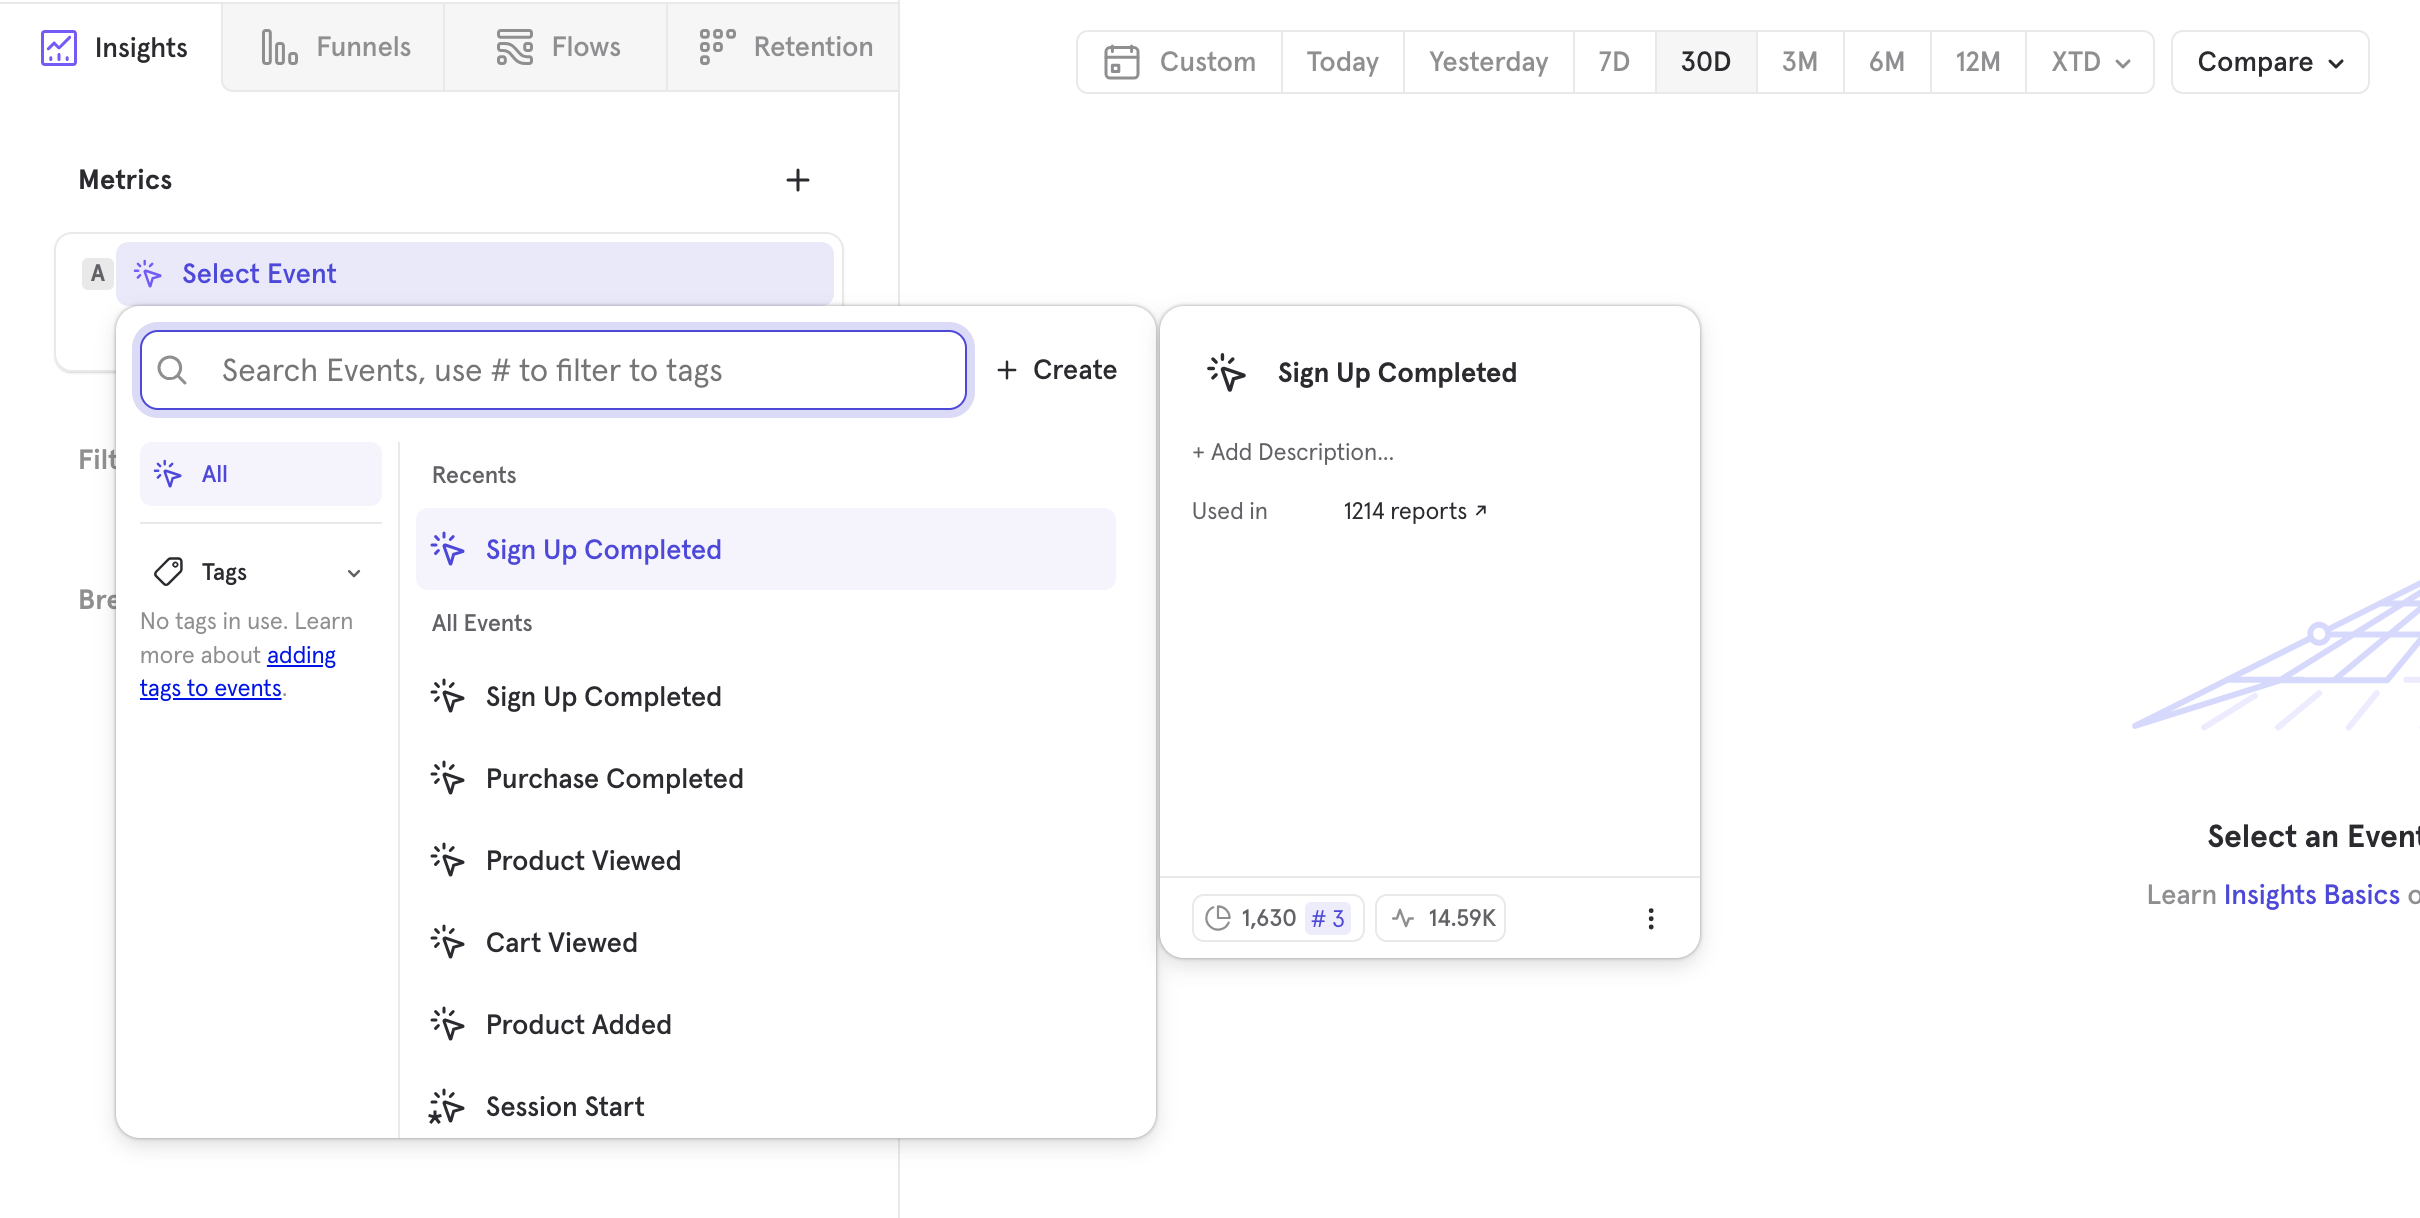 Insights
Funnels
Flows
Retention
Custom
Today
Yesterday
7D
30D
3M
6M
12M
XTD
Compare
Metrics
A
Select Event
Search Events, use # to filter to tags
Create
Filt
Bre
All
Tags
No tags in use. Learn
more about adding
tags to events.
Recents
Sign Up Completed
All Events
Sign Up Completed
Purchase Completed
Product Viewed
Cart Viewed
Product Added
Session Start
Sign Up Completed
+ Add Description...
Used in 1214 reports ↗
1,630 # 3
14.59K
Select an Event
Learn Insights Basics o